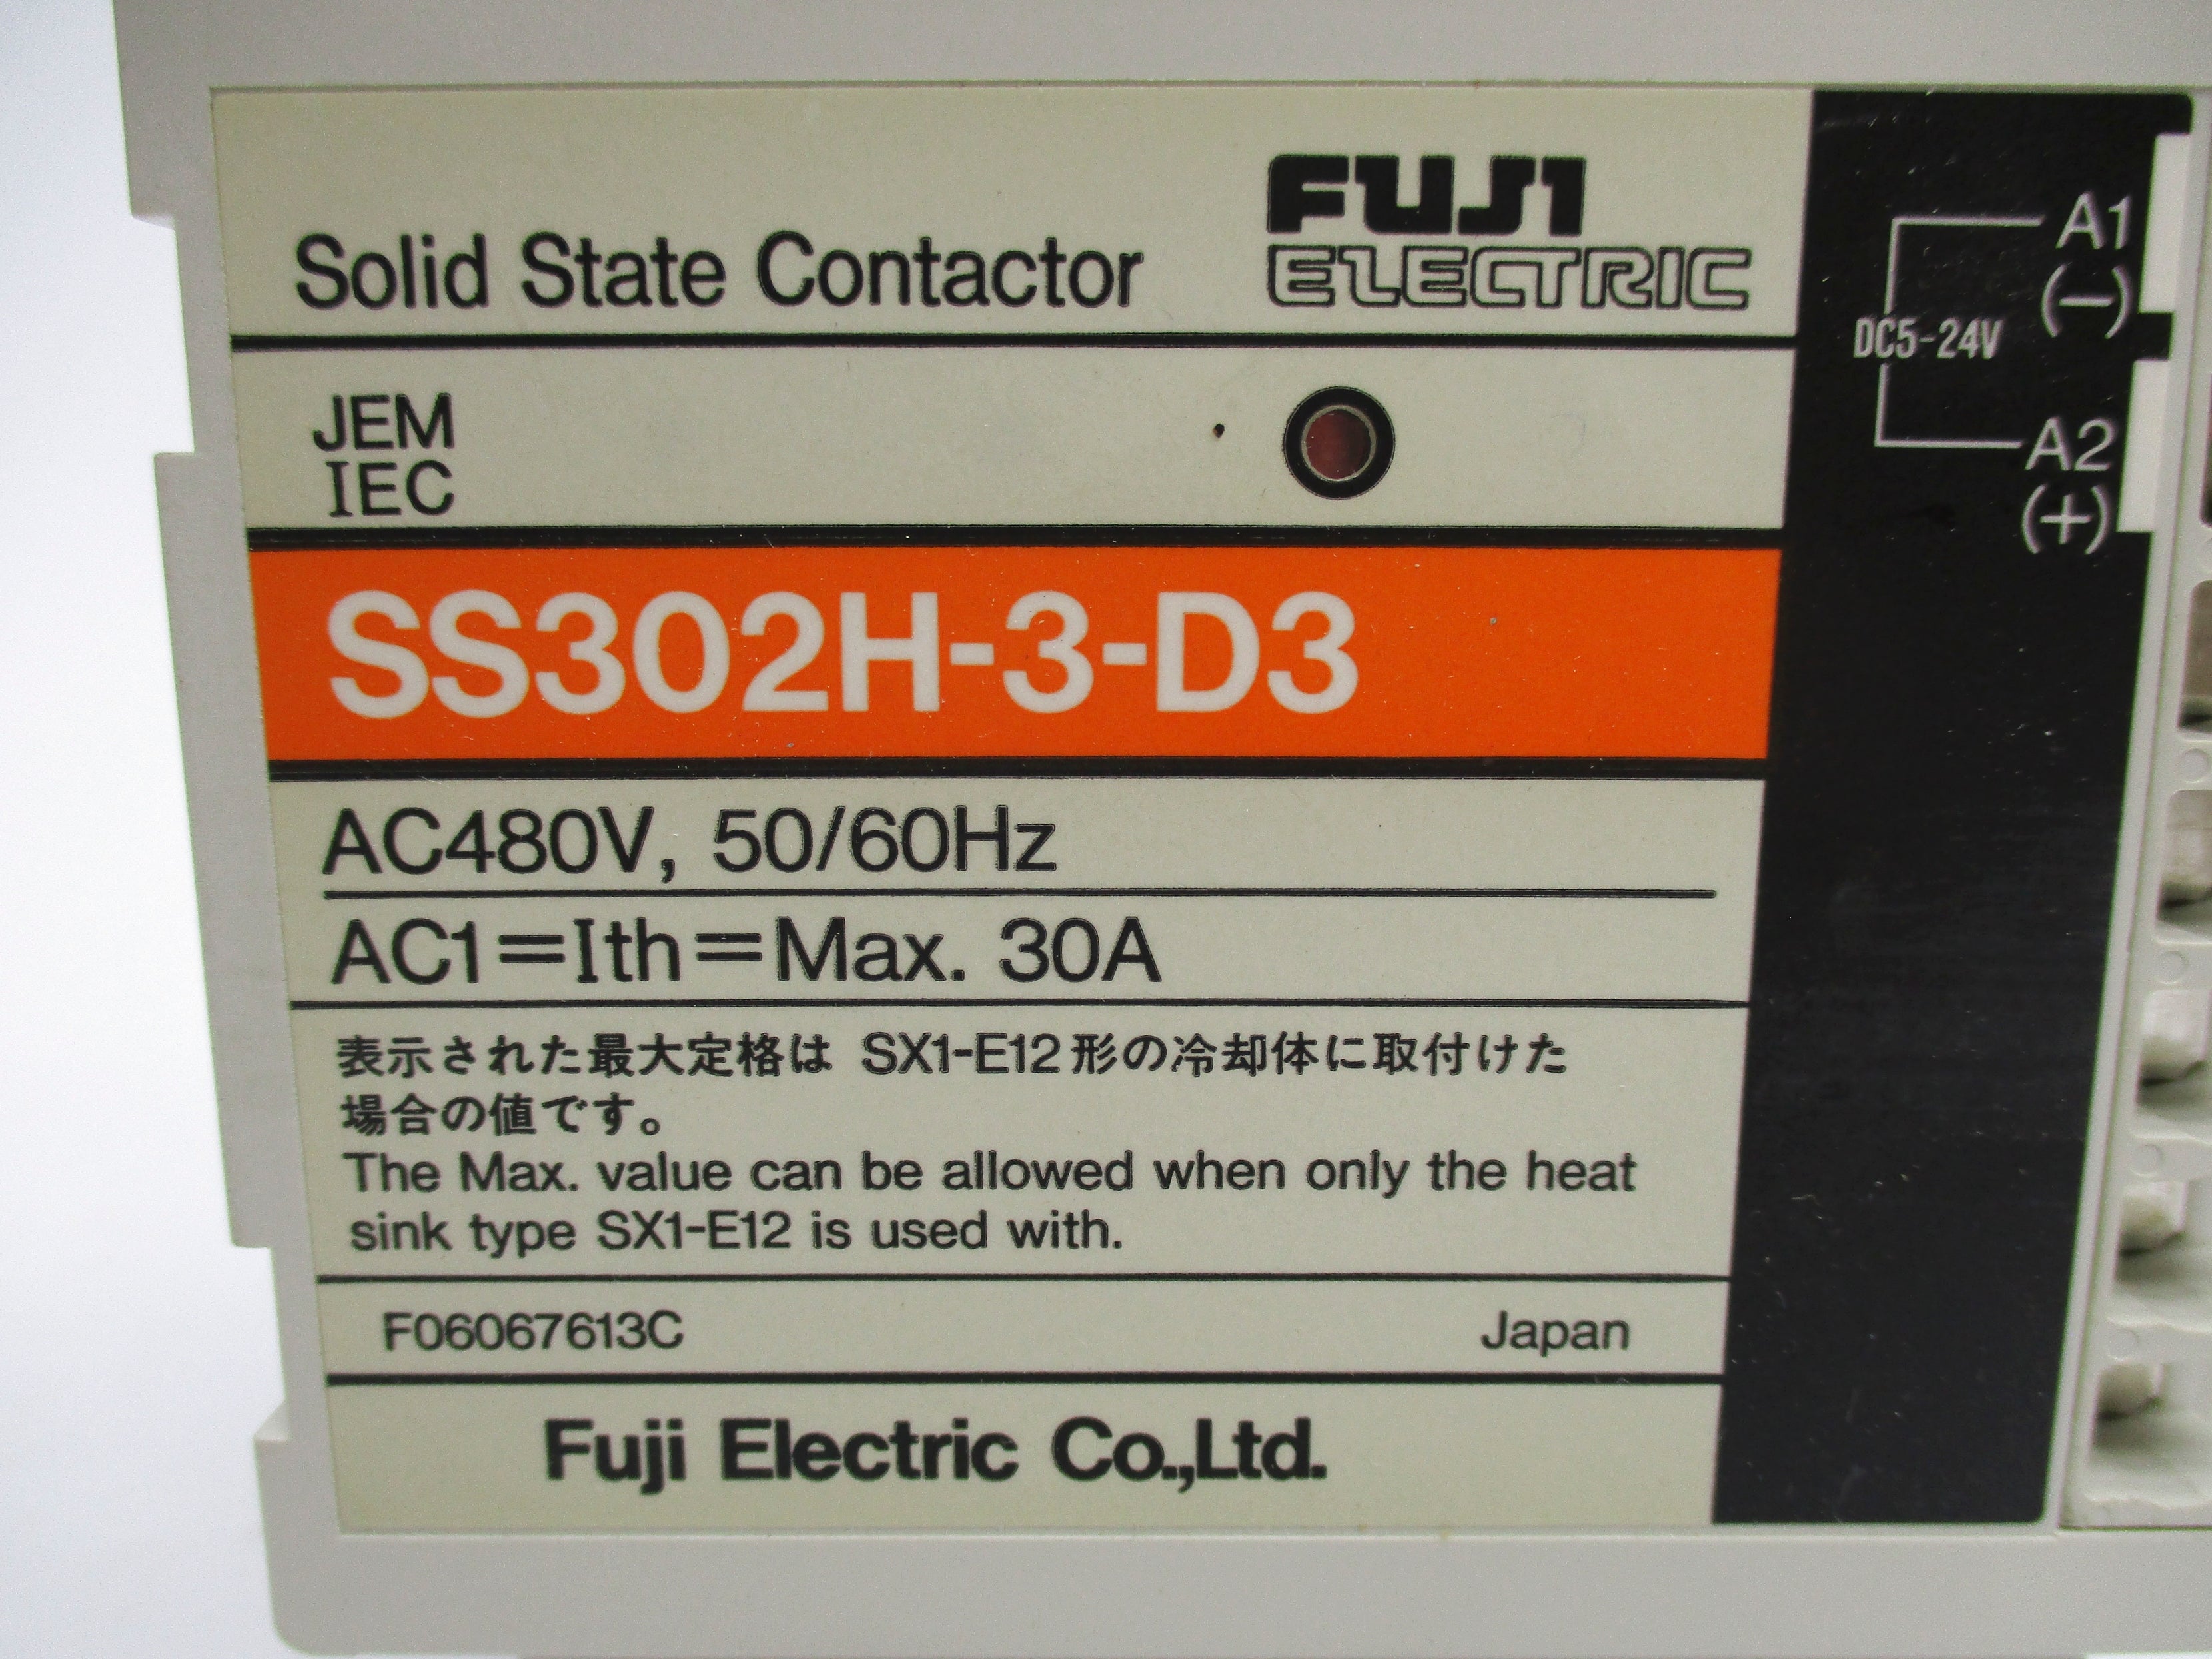 Solid State Contactor
FUJI
ELECTRIC
JEM
IEC
SS302H-3-D3
AC480V, 50/60Hz
AC1=Ith=Max. 30A
表示された最大定格は SX1-E12形の冷却体に取付けた
場合の値です。
The Max. value can be allowed when only the heat
sink type SX1-E12 is used with.
F06067613C Japan
Fuji Electric Co.,Ltd.
A1
(-)
DC5-24V
A2
(+)